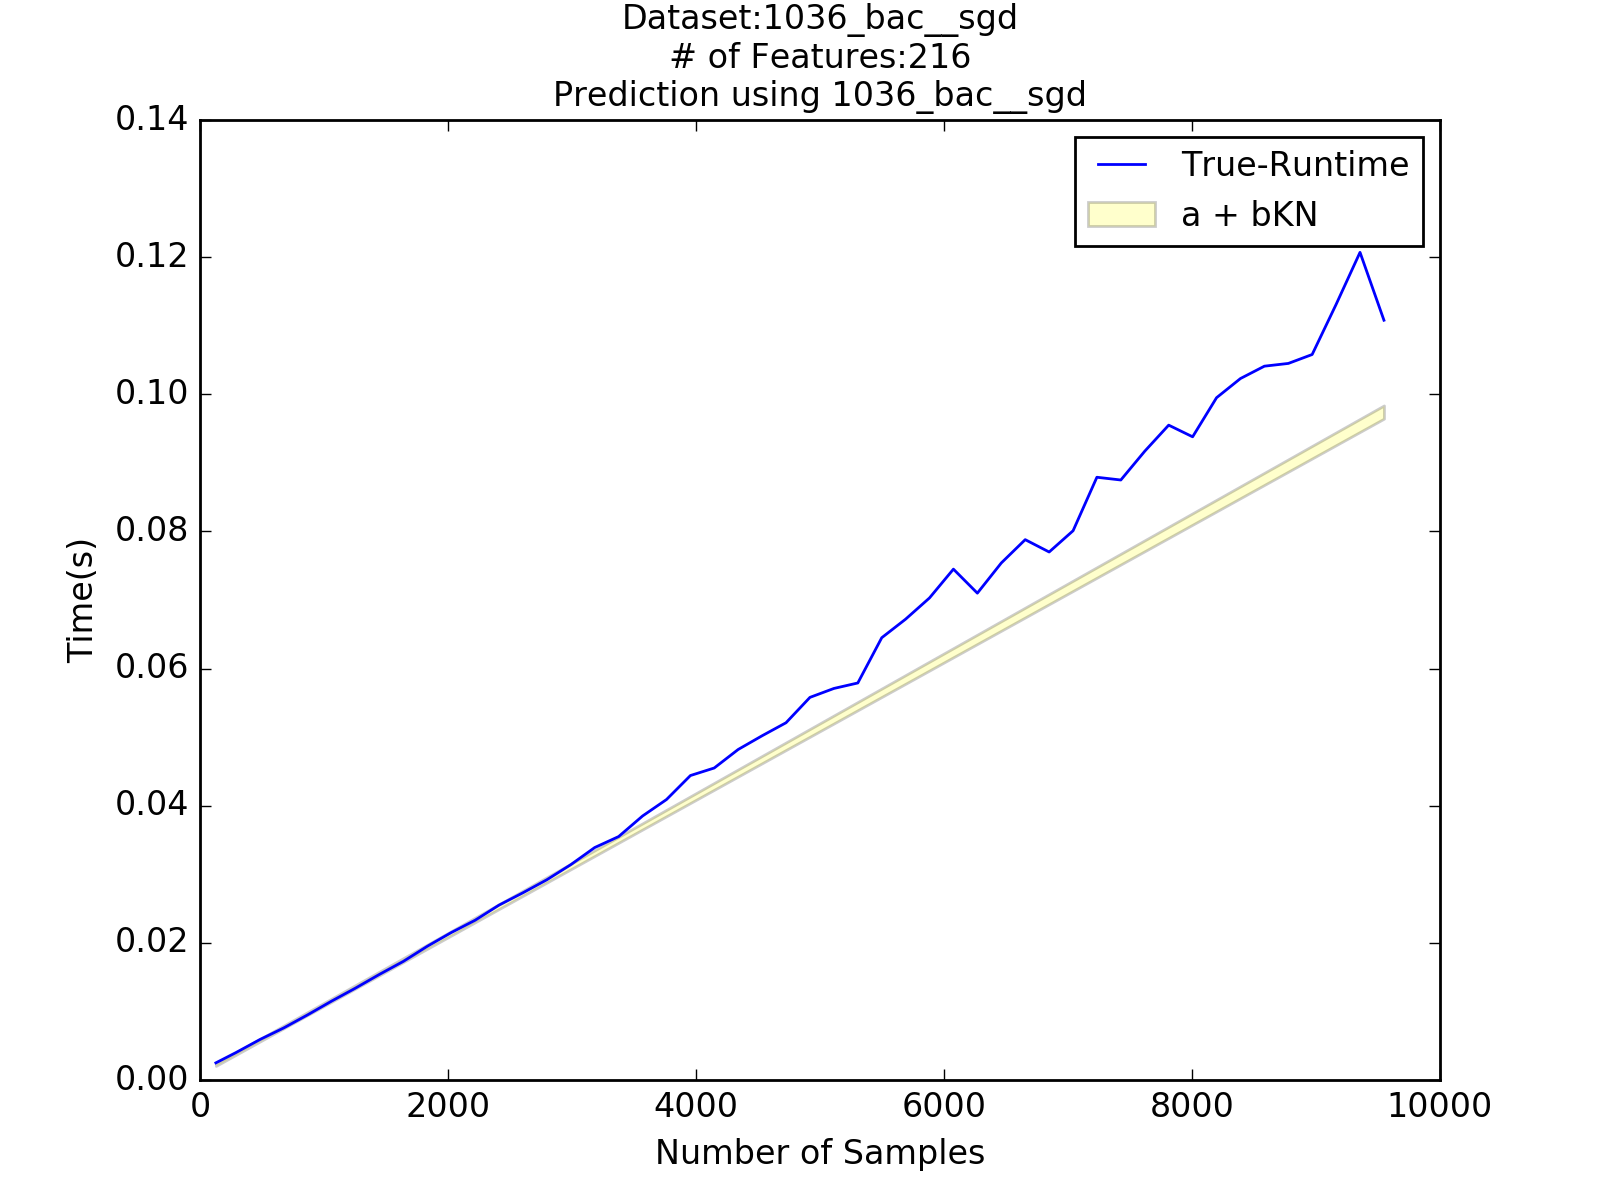 Dataset:1036_bac__sgd
# of Features:216
Prediction using 1036_bac__sgd
0.14
0.12
0.10
0.08
0.06
0.04
0.02
0.00
Time(s)
True-Runtime
a + bKN
0 2000 4000 6000 8000 10000
Number of Samples